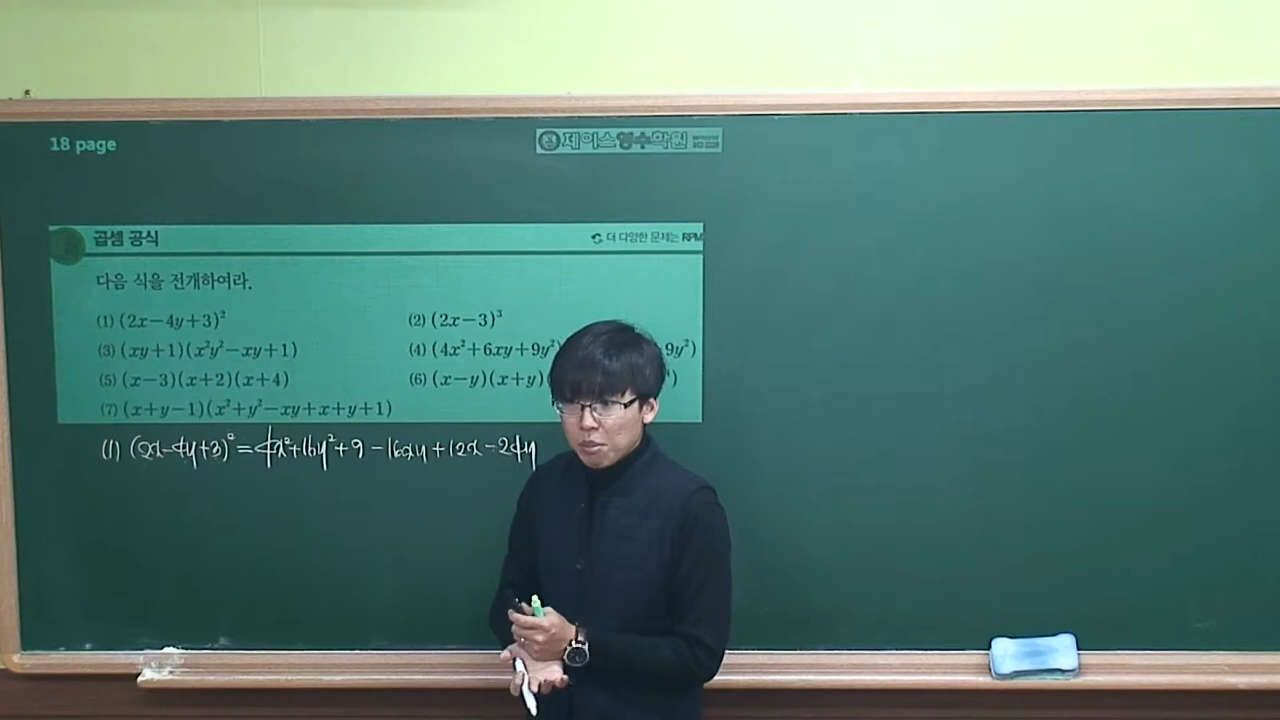 18 page
제이스영수학원
곱셈 공식
더 다양한 문제는 RPM
다음 식을 전개하여라.
(1) (2x-4y+3)²
(2) (2x-3)³
(3) (xy+1)(x²y²-xy+1)
(4) (4x²+6xy+9y² 9y²)
(5) (x-3)(x+2)(x+4)
(6) (x-y)(x+y)( )
(7) (x+y-1)(x²+y²-xy+x+y+1)
(1) (2x-4y+3)²=4x²+16y²+9-16xy+12x-24y